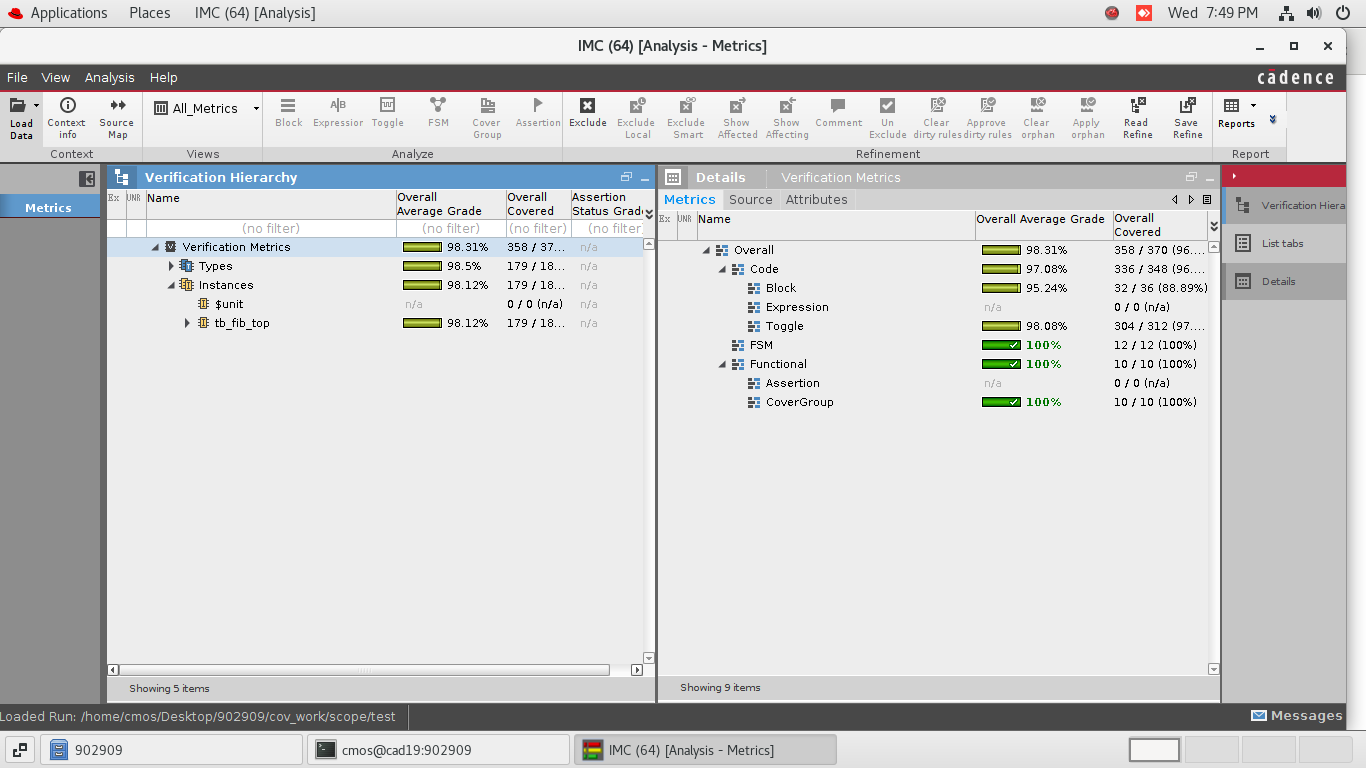 Applications Places IMC (64) [Analysis] Wed 7:49 PM
IMC (64) [Analysis - Metrics]
File View Analysis Help cādence
Load Data
Context info
Source Map
Context
All_Metrics
Views
Block
Expression
Toggle
FSM
Cover Group
Assertion
Analyze
Exclude
Exclude Local
Exclude Smart
Show Affected
Show Affecting
Comment
Un Exclude
Clear dirty rules
Approve dirty rules
Clear orphan
Apply orphan
Read Refine
Save Refine
Refinement
Reports
Report
Metrics
Verification Hierarchy
Ex UNR Name Overall Average Grade Overall Covered Assertion Status Grade
(no filter) (no filter) (no filter) (no filter)
Verification Metrics 98.31% 358 / 37... n/a
Types 98.5% 179 / 18... n/a
Instances 98.12% 179 / 18... n/a
$unit n/a 0 / 0 (n/a) n/a
tb_fib_top 98.12% 179 / 18... n/a
Showing 5 items
Details Verification Metrics
Metrics Source Attributes
Ex UNR Name Overall Average Grade Overall Covered
Overall 98.31% 358 / 370 (96....
Code 97.08% 336 / 348 (96....
Block 95.24% 32 / 36 (88.89%)
Expression n/a 0 / 0 (n/a)
Toggle 98.08% 304 / 312 (97....
FSM 100% 12 / 12 (100%)
Functional 100% 10 / 10 (100%)
Assertion n/a 0 / 0 (n/a)
CoverGroup 100% 10 / 10 (100%)
Showing 9 items
Verification Hiera
List tabs
Details
Loaded Run: /home/cmos/Desktop/902909/cov_work/scope/test Messages
902909 cmos@cad19:902909 IMC (64) [Analysis - Metrics]